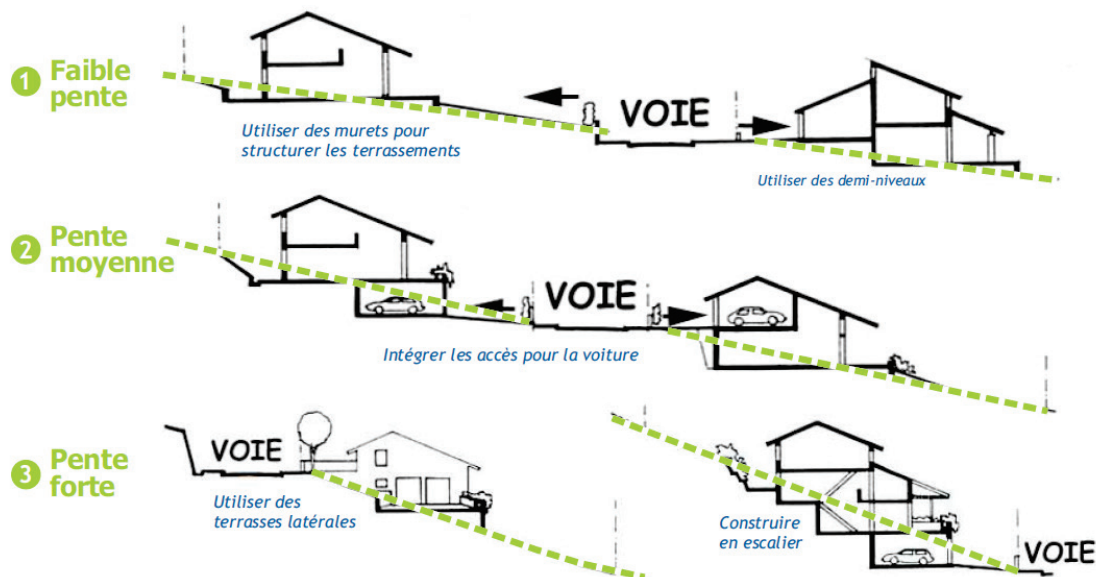 1 Faible
pente
VOIE
Utiliser des murets pour
structurer les terrassements
Utiliser des demi-niveaux
2 Pente
moyenne
VOIE
Intégrer les accès pour la voiture
3 Pente
forte
VOIE
Utiliser des
terrasses latérales
Construire
en escalier
VOIE